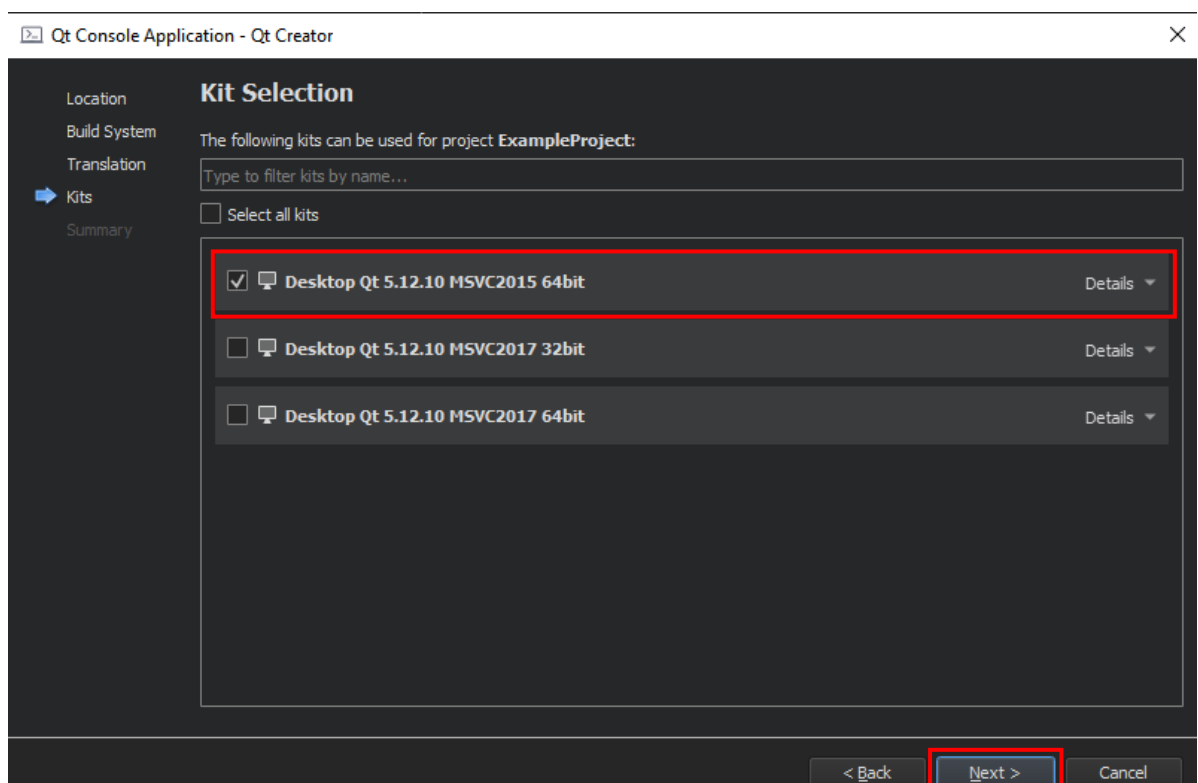 Qt Console Application - Qt Creator
Location
Build System
Translation
Kits
Summary
Kit Selection
The following kits can be used for project ExampleProject:
Type to filter kits by name...
Select all kits
Desktop Qt 5.12.10 MSVC2015 64bit Details
Desktop Qt 5.12.10 MSVC2017 32bit Details
Desktop Qt 5.12.10 MSVC2017 64bit Details
< Back Next > Cancel